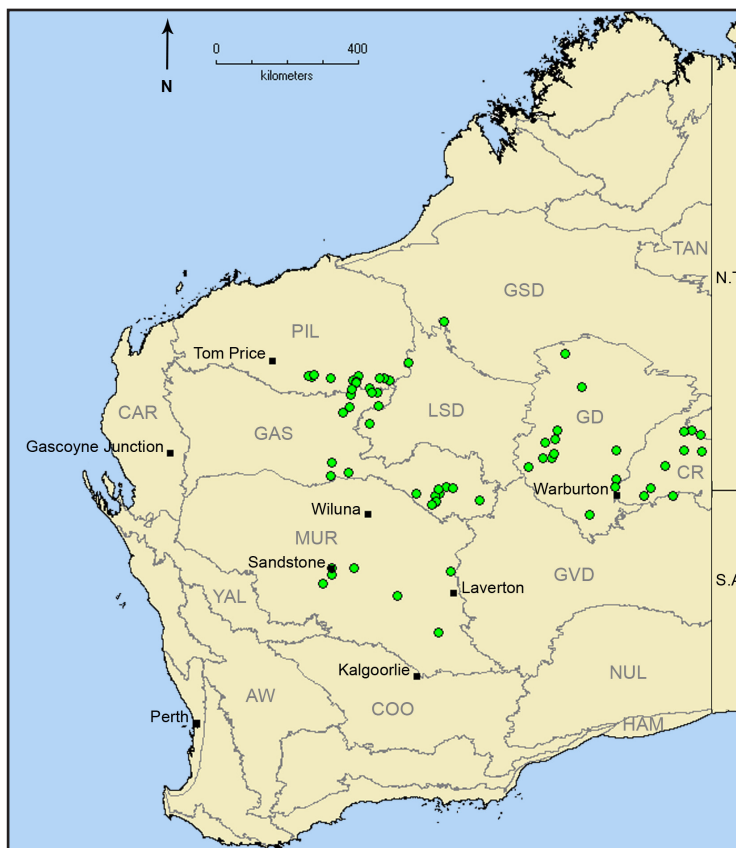 0 400
kilometers
N
TAN
N.T
GSD
PIL
Tom Price
CAR
LSD
GD
GAS
Gascoyne Junction
CR
Warburton
Wiluna
MUR
Sandstone
GVD
S.A
Laverton
YAL
Kalgoorlie
NUL
AW
COO
Perth
HAM